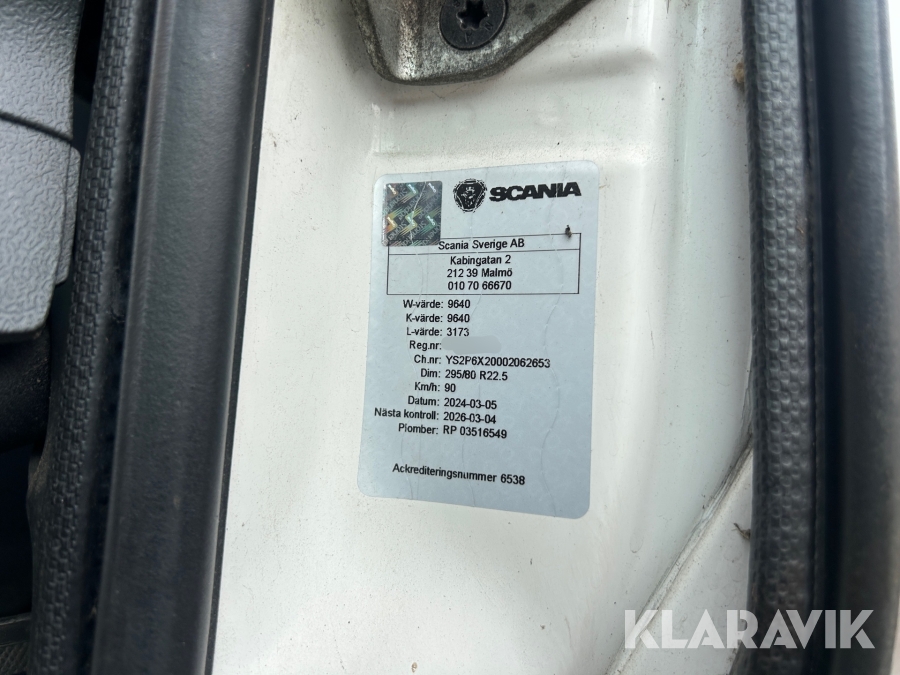 SCANIA
Scania Sverige AB
Kabingatan 2
212 39 Malmö
010 70 66670
W-värde: 9640
K-värde: 9640
L-värde: 3173
Reg.nr:
Ch.nr: YS2P6X20002062653
Dim: 295/80 R22.5
Km/h: 90
Datum: 2024-03-05
Nästa kontroll: 2026-03-04
Plomber: RP 03516549
Ackrediteringsnummer 6538
KLARAVIK